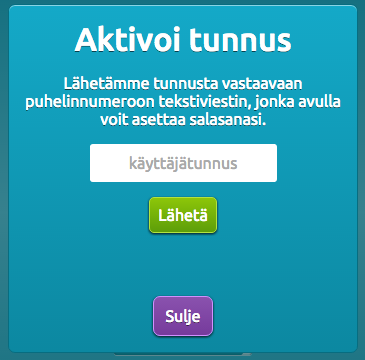 Aktivoi tunnus
Lähetämme tunnusta vastaavaan
puhelinnumeroon tekstiviestin, jonka avulla
voit asettaa salasanasi.
käyttäjätunnus
Lähetä
Sulje